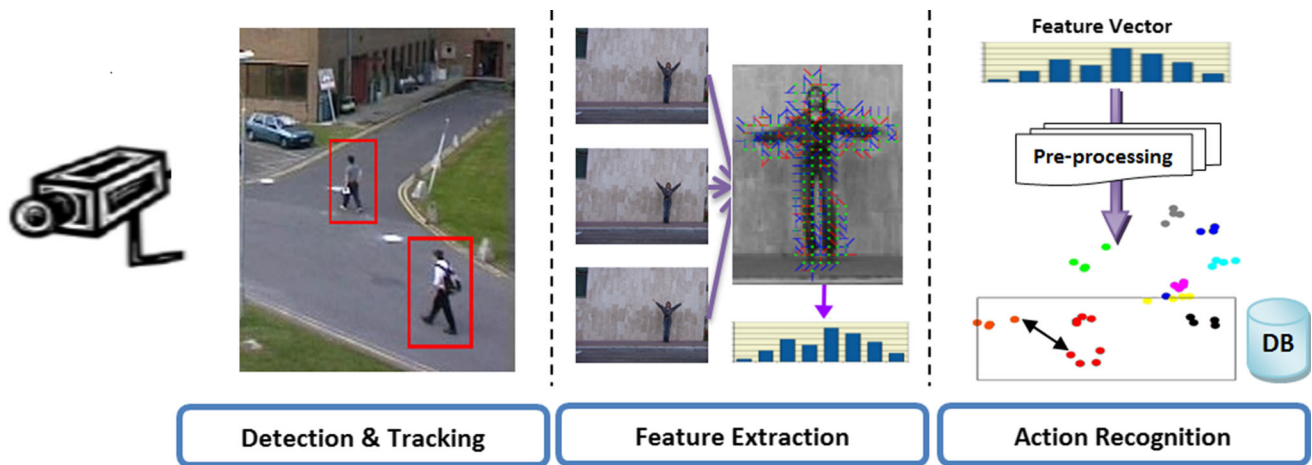 Feature Vector
Pre-processing
DB
Detection & Tracking
Feature Extraction
Action Recognition